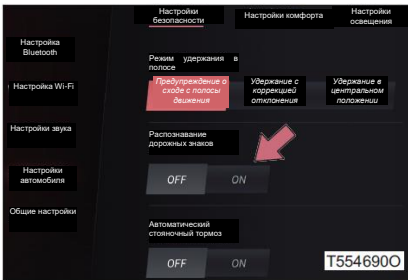 Настройки
безопасности
Настройки комфорта
Настройки
освещения
Настройка
Bluetooth
Настройка Wi-Fi
Настройки звука
Настройки
автомобиля
Общие настройки
Режим удержания в
полосе
Предупреждение о
сходе с полосы
движения
Удержание с
коррекцией
отклонения
Удержание в
центральном
положении
Распознавание
дорожных знаков
OFF ON
Автоматический
стояночный тормоз
OFF ON
T554690O